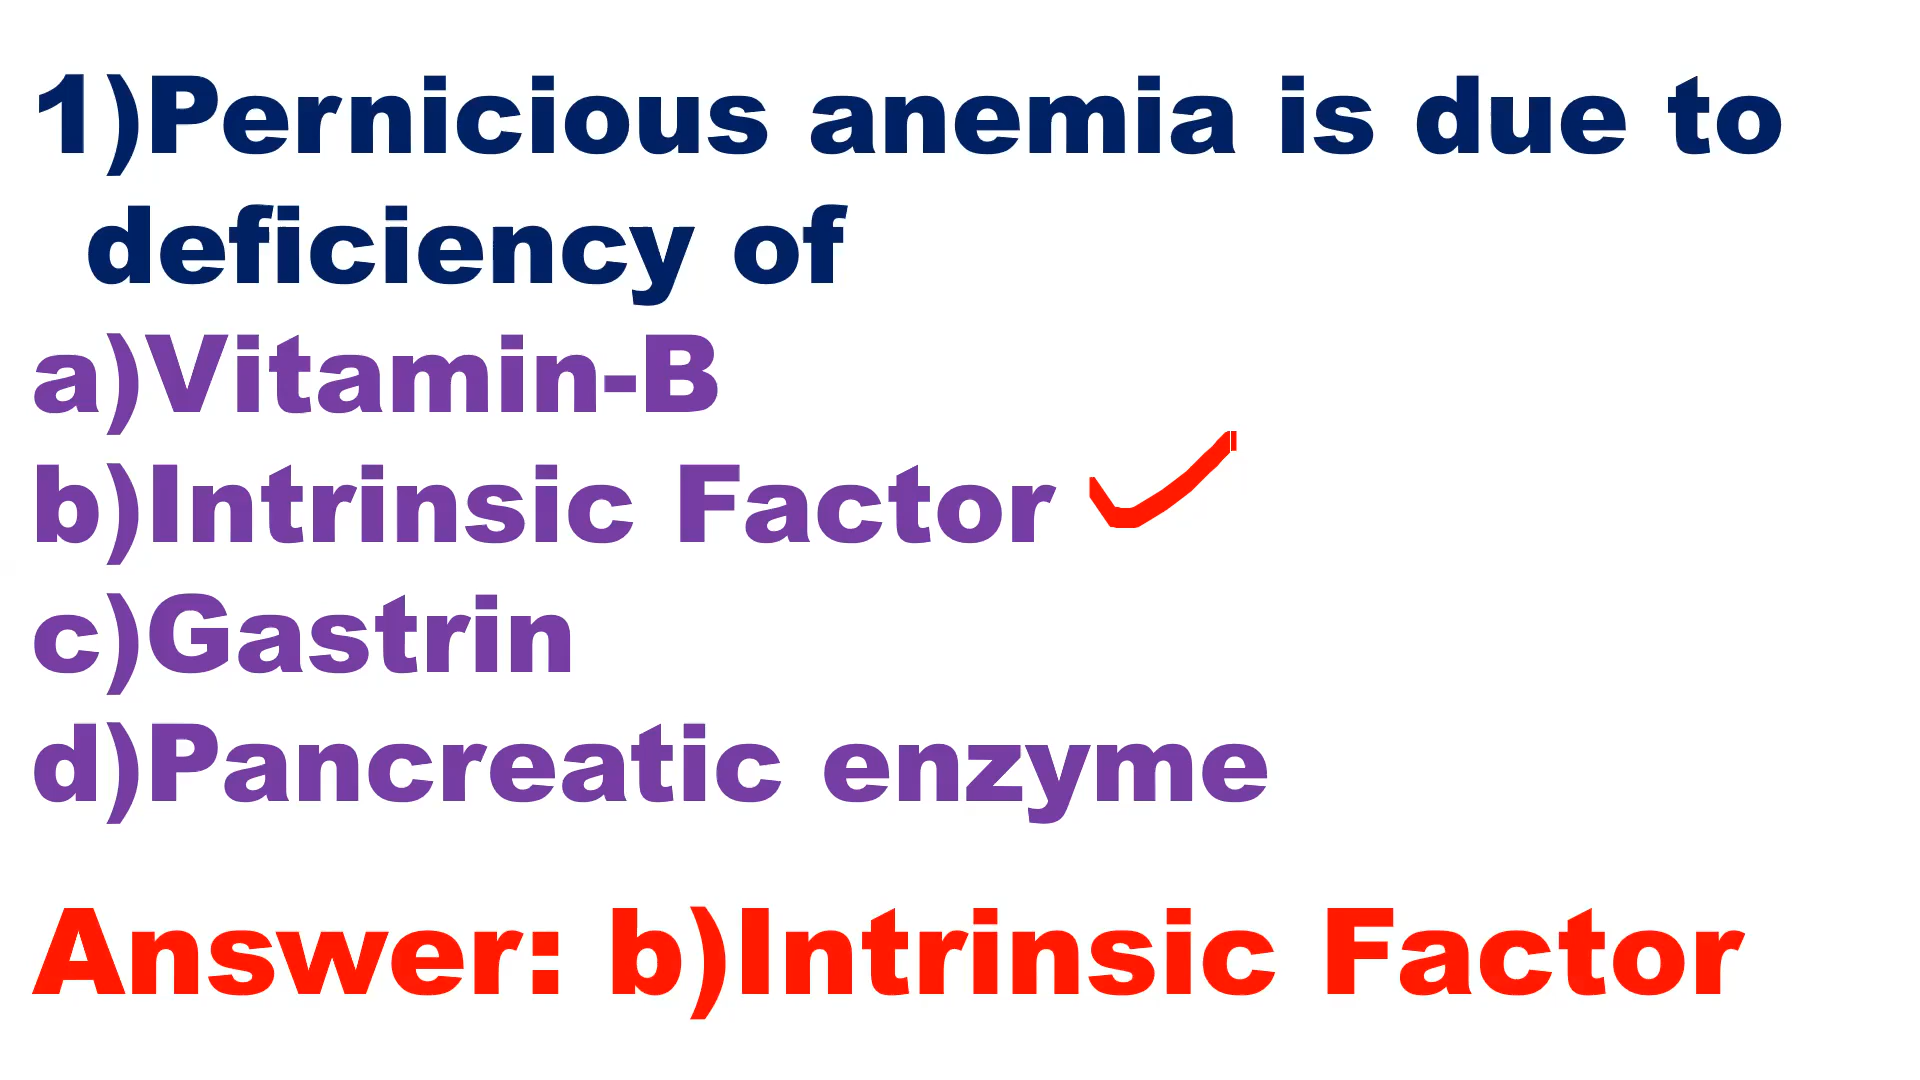 1)Pernicious anemia is due to
deficiency of
a)Vitamin-B
b)Intrinsic Factor
c)Gastrin
d)Pancreatic enzyme
Answer: b)Intrinsic Factor